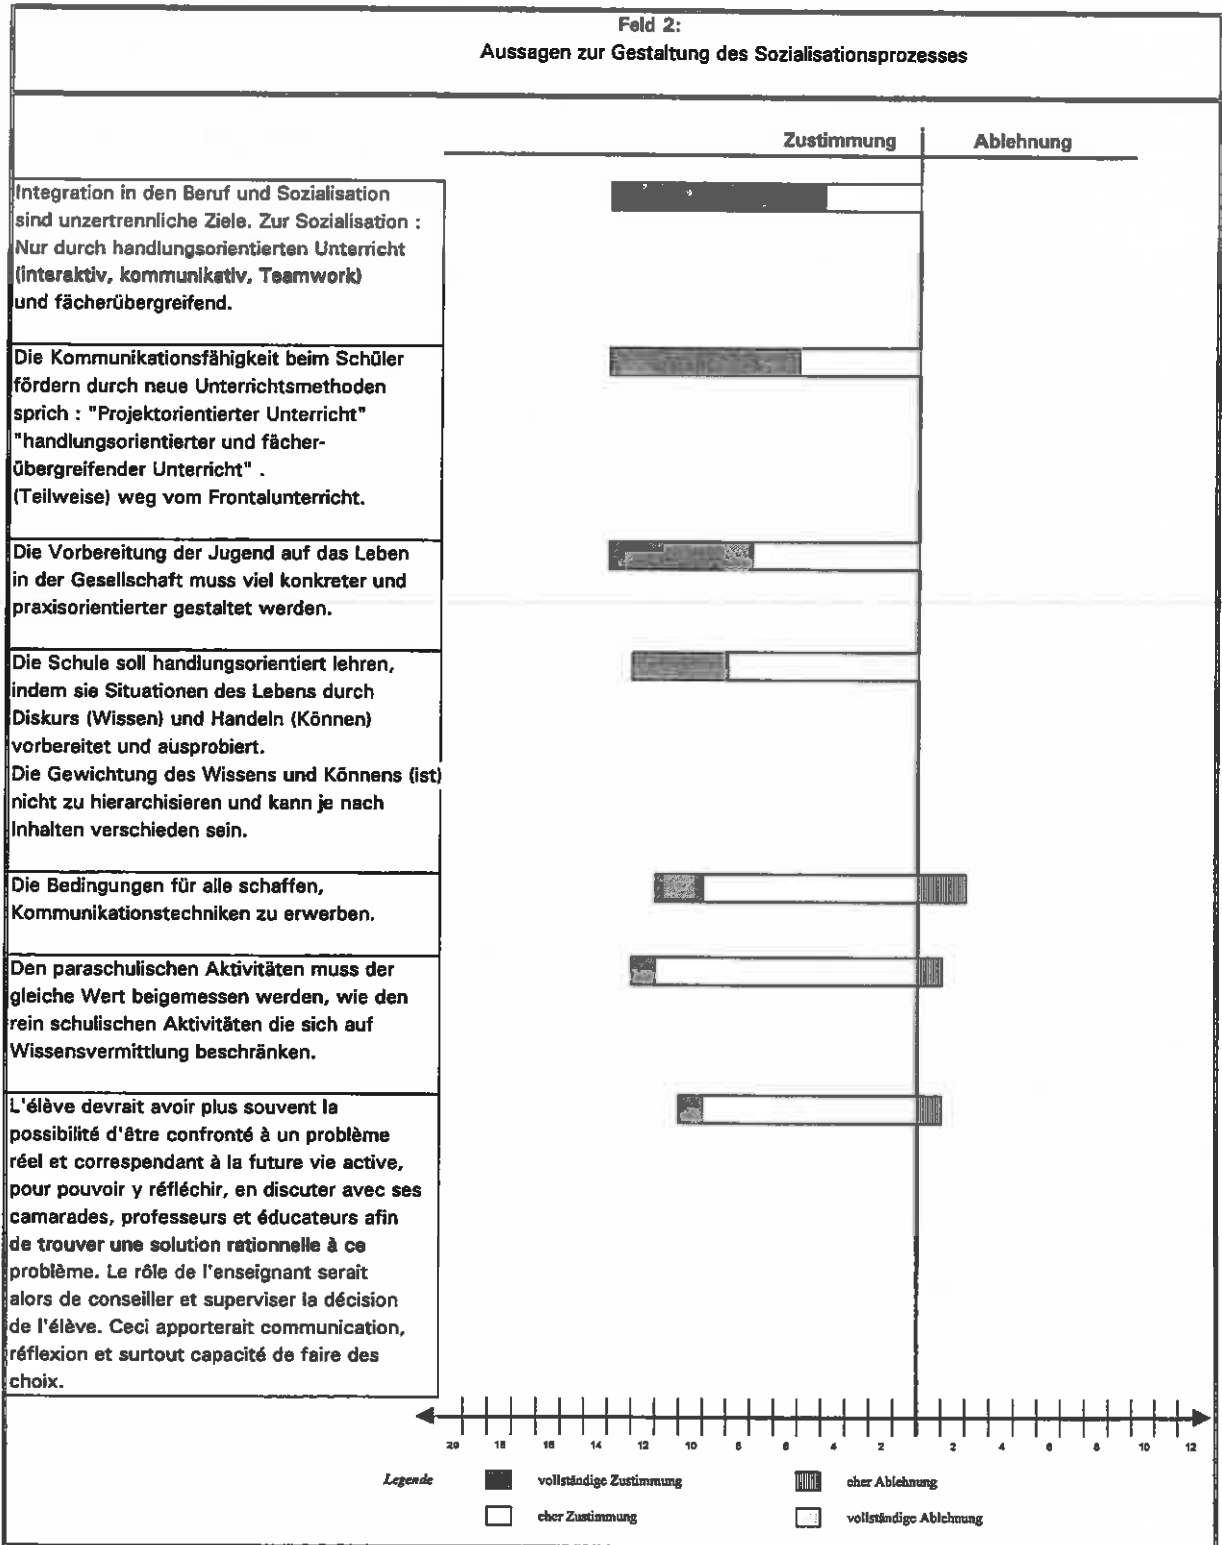 Feld 2:
Aussagen zur Gestaltung des Sozialisationsprozesses
Zustimmung Ablehnung
Integration in den Beruf und Sozialisation
sind unzertrennliche Ziele. Zur Sozialisation :
Nur durch handlungsorientierten Unterricht
(interaktiv, kommunikativ, Teamwork)
und fächerübergreifend.
Die Kommunikationsfähigkeit beim Schüler
fördern durch neue Unterrichtsmethoden
sprich : "Projektorientierter Unterricht"
"handlungsorientierter und fächer-
übergreifender Unterricht" .
(Teilweise) weg vom Frontalunterricht.
Die Vorbereitung der Jugend auf das Leben
in der Gesellschaft muss viel konkreter und
praxisorientierter gestaltet werden.
Die Schule soll handlungsorientiert lehren,
indem sie Situationen des Lebens durch
Diskurs (Wissen) und Handeln (Können)
vorbereitet und ausprobiert.
Die Gewichtung des Wissens und Könnens (ist)
nicht zu hierarchisieren und kann je nach
Inhalten verschieden sein.
Die Bedingungen für alle schaffen,
Kommunikationstechniken zu erwerben.
Den paraschulischen Aktivitäten muss der
gleiche Wert beigemessen werden, wie den
rein schulischen Aktivitäten die sich auf
Wissensvermittlung beschränken.
L'élève devrait avoir plus souvent la
possibilité d'être confronté à un problème
réel et correspendant à la future vie active,
pour pouvoir y réfléchir, en discuter avec ses
camarades, professeurs et éducateurs afin
de trouver une solution rationnelle à ce
problème. Le rôle de l'enseignant serait
alors de conseiller et superviser la décision
de l'élève. Ceci apporterait communication,
réflexion et surtout capacité de faire des
choix.
20 18 16 14 12 10 8 6 4 2 2 4 6 8 10 12
Legende vollständige Zustimmung eher Ablehnung
eher Zustimmung vollständige Ablehnung